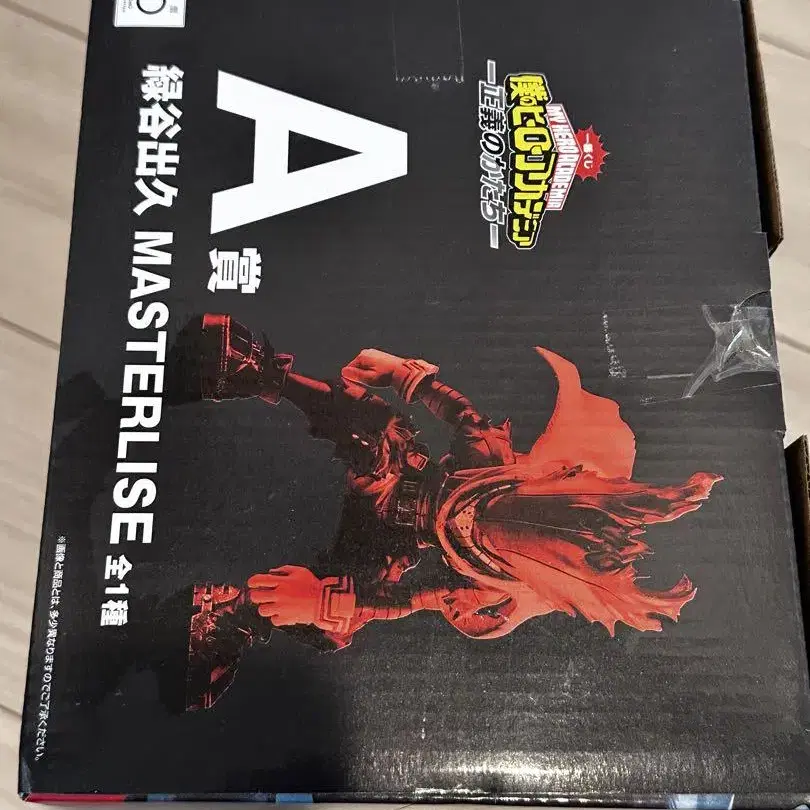 一番くじ
MY HERO ACADEMIA
僕のヒーローアカデミア
―正義のかたち―
A賞
緑谷出久 MASTERLISE 全1種
※画像と商品とは、多少異なりますのでご了承ください。